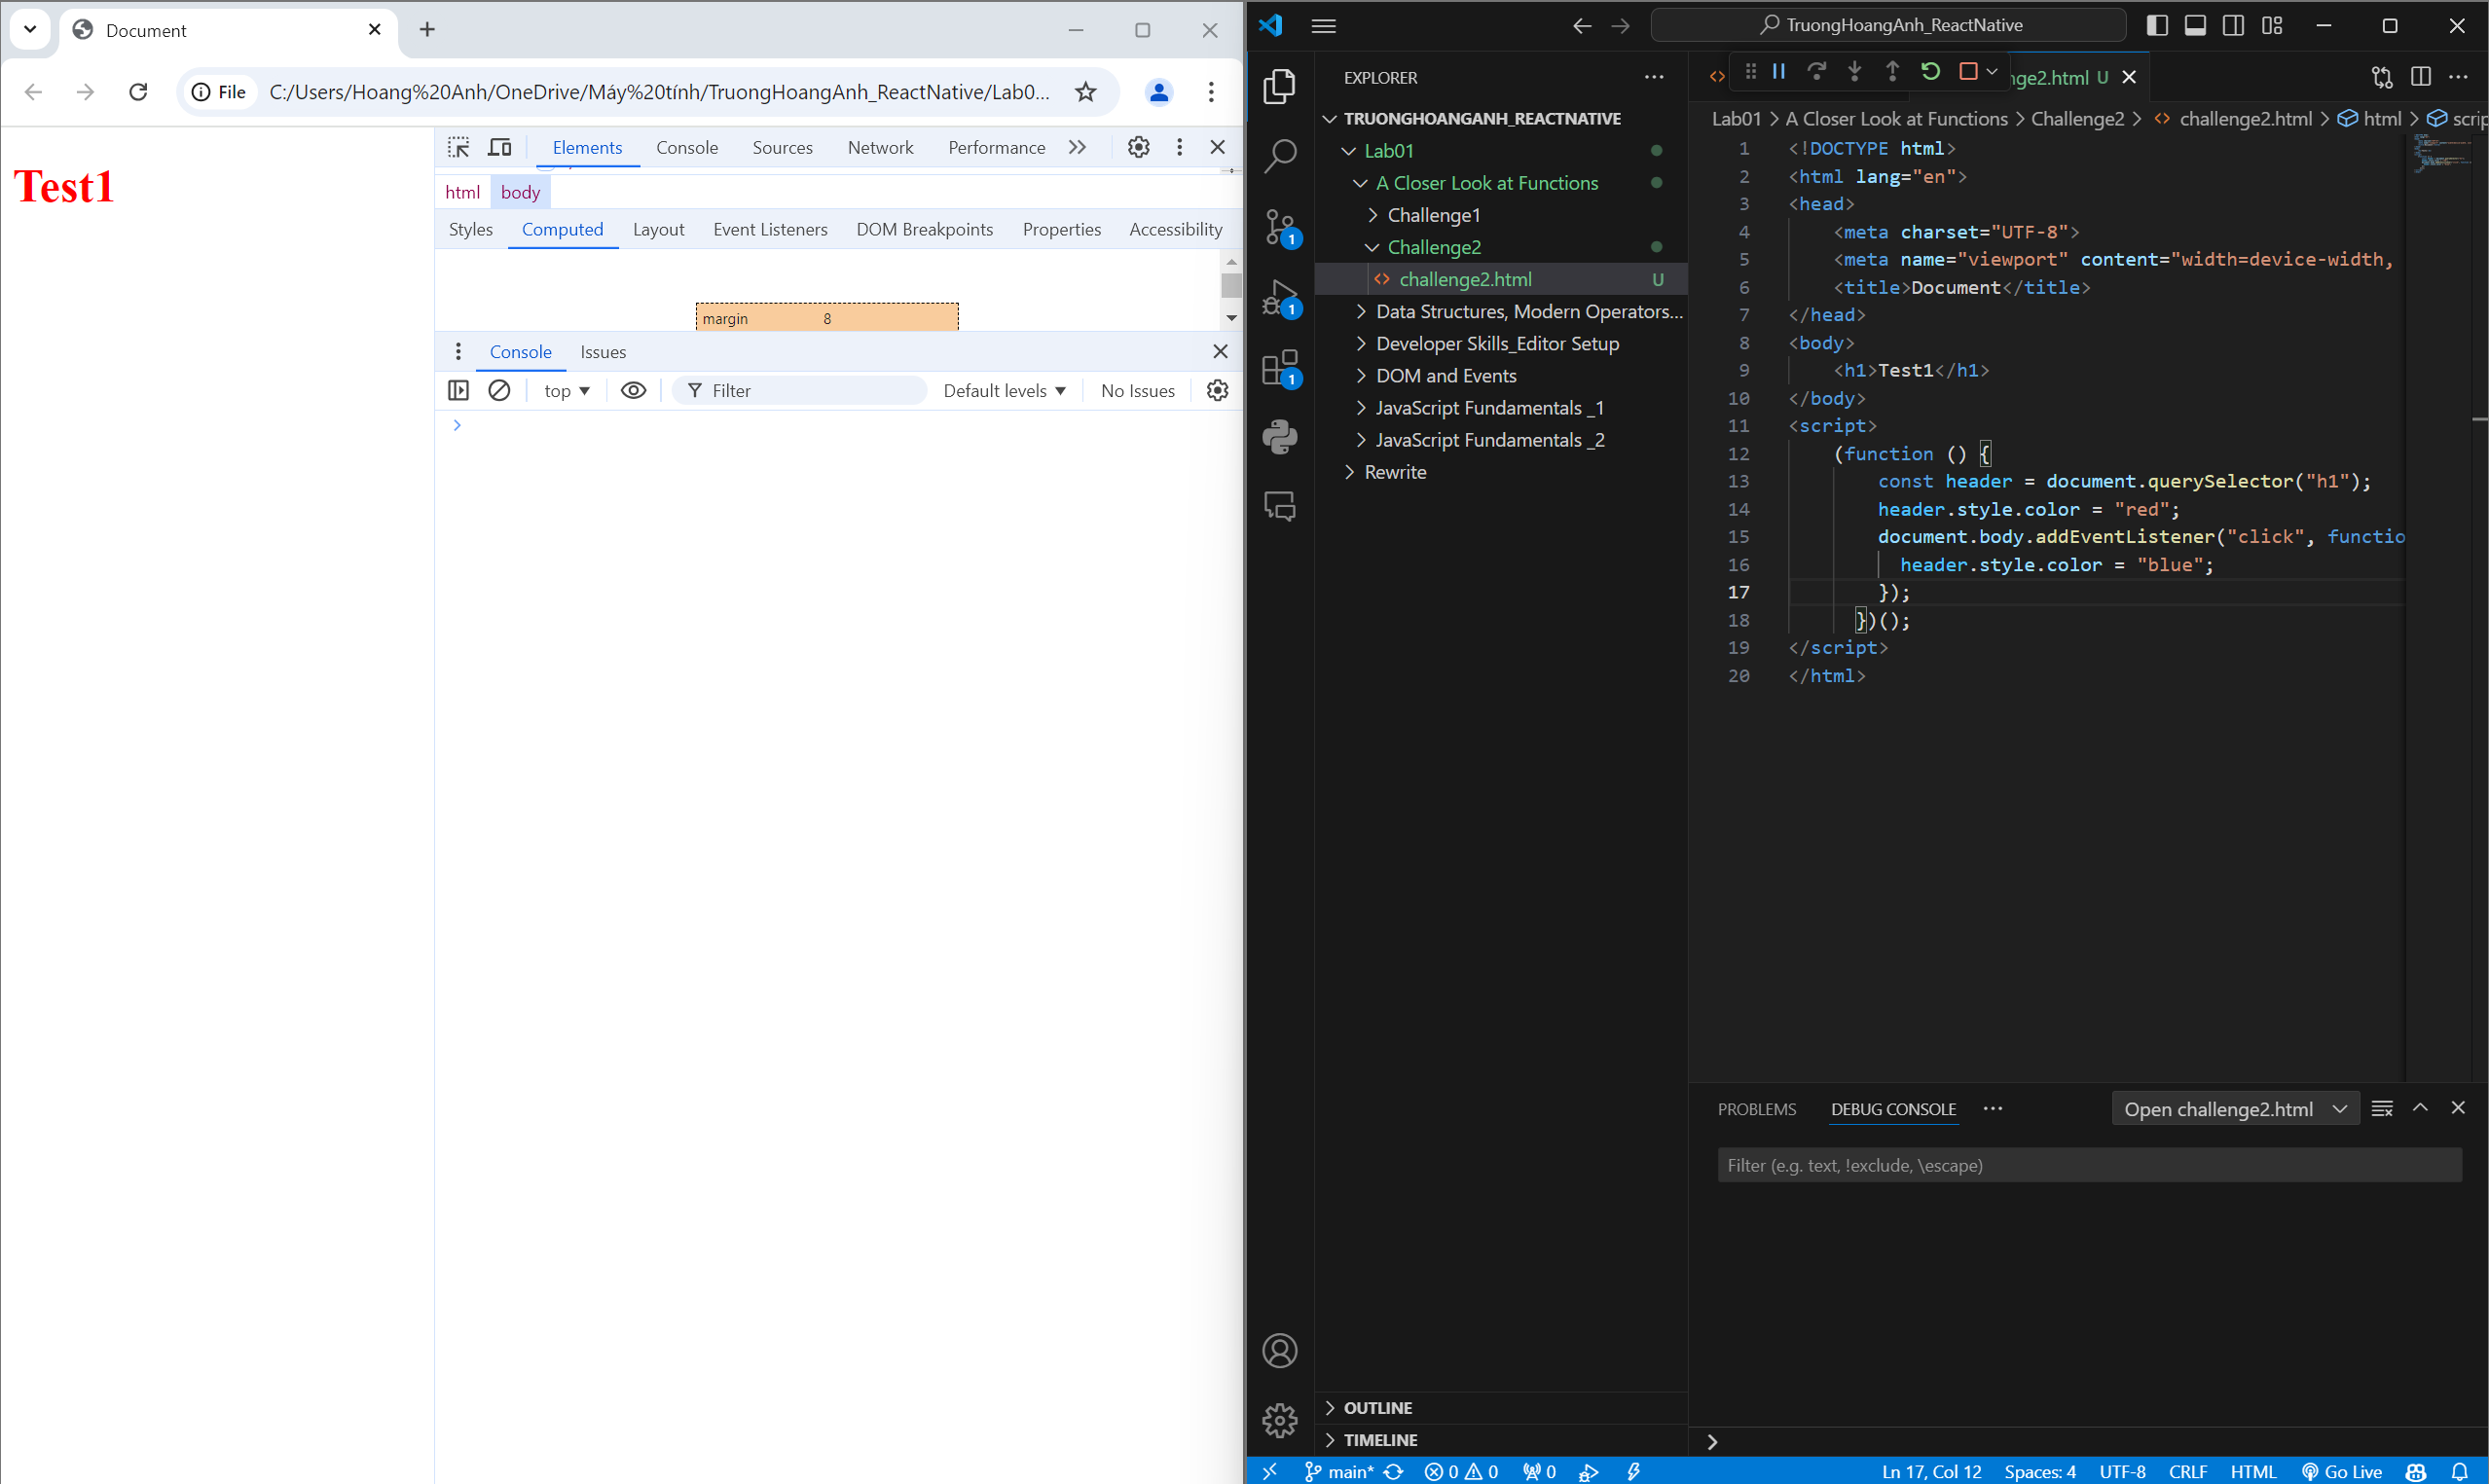 Document
File
C:/Users/Hoang%20Anh/OneDrive/Máy%20tính/TruongHoangAnh_ReactNative/Lab0...
Test1
Elements Console Sources Network Performance
html body
Styles Computed Layout Event Listeners DOM Breakpoints Properties Accessibility
margin 8
Console Issues
top Filter Default levels No Issues
TruongHoangAnh_ReactNative
EXPLORER
TRUONGHOANGANH_REACTNATIVE
Lab01
A Closer Look at Functions
Challenge1
Challenge2
challenge2.html U
Data Structures, Modern Operators...
Developer Skills_Editor Setup
DOM and Events
JavaScript Fundamentals _1
JavaScript Fundamentals _2
Rewrite
OUTLINE
TIMELINE
1
1
1
nge2.html U
Lab01 > A Closer Look at Functions > Challenge2 > challenge2.html > html > scrip
1 <!DOCTYPE html>
2 <html lang="en">
3 <head>
4 <meta charset="UTF-8">
5 <meta name="viewport" content="width=device-width,
6 <title>Document</title>
7 </head>
8 <body>
9 <h1>Test1</h1>
10 </body>
11 <script>
12 (function () {
13 const header = document.querySelector("h1");
14 header.style.color = "red";
15 document.body.addEventListener("click", functio
16 header.style.color = "blue";
17 });
18 })();
19 </script>
20 </html>
PROBLEMS DEBUG CONSOLE Open challenge2.html
Filter (e.g. text, !exclude, \escape)
main* 0 0 0 Ln 17, Col 12 Spaces: 4 UTF-8 CRLF HTML Go Live